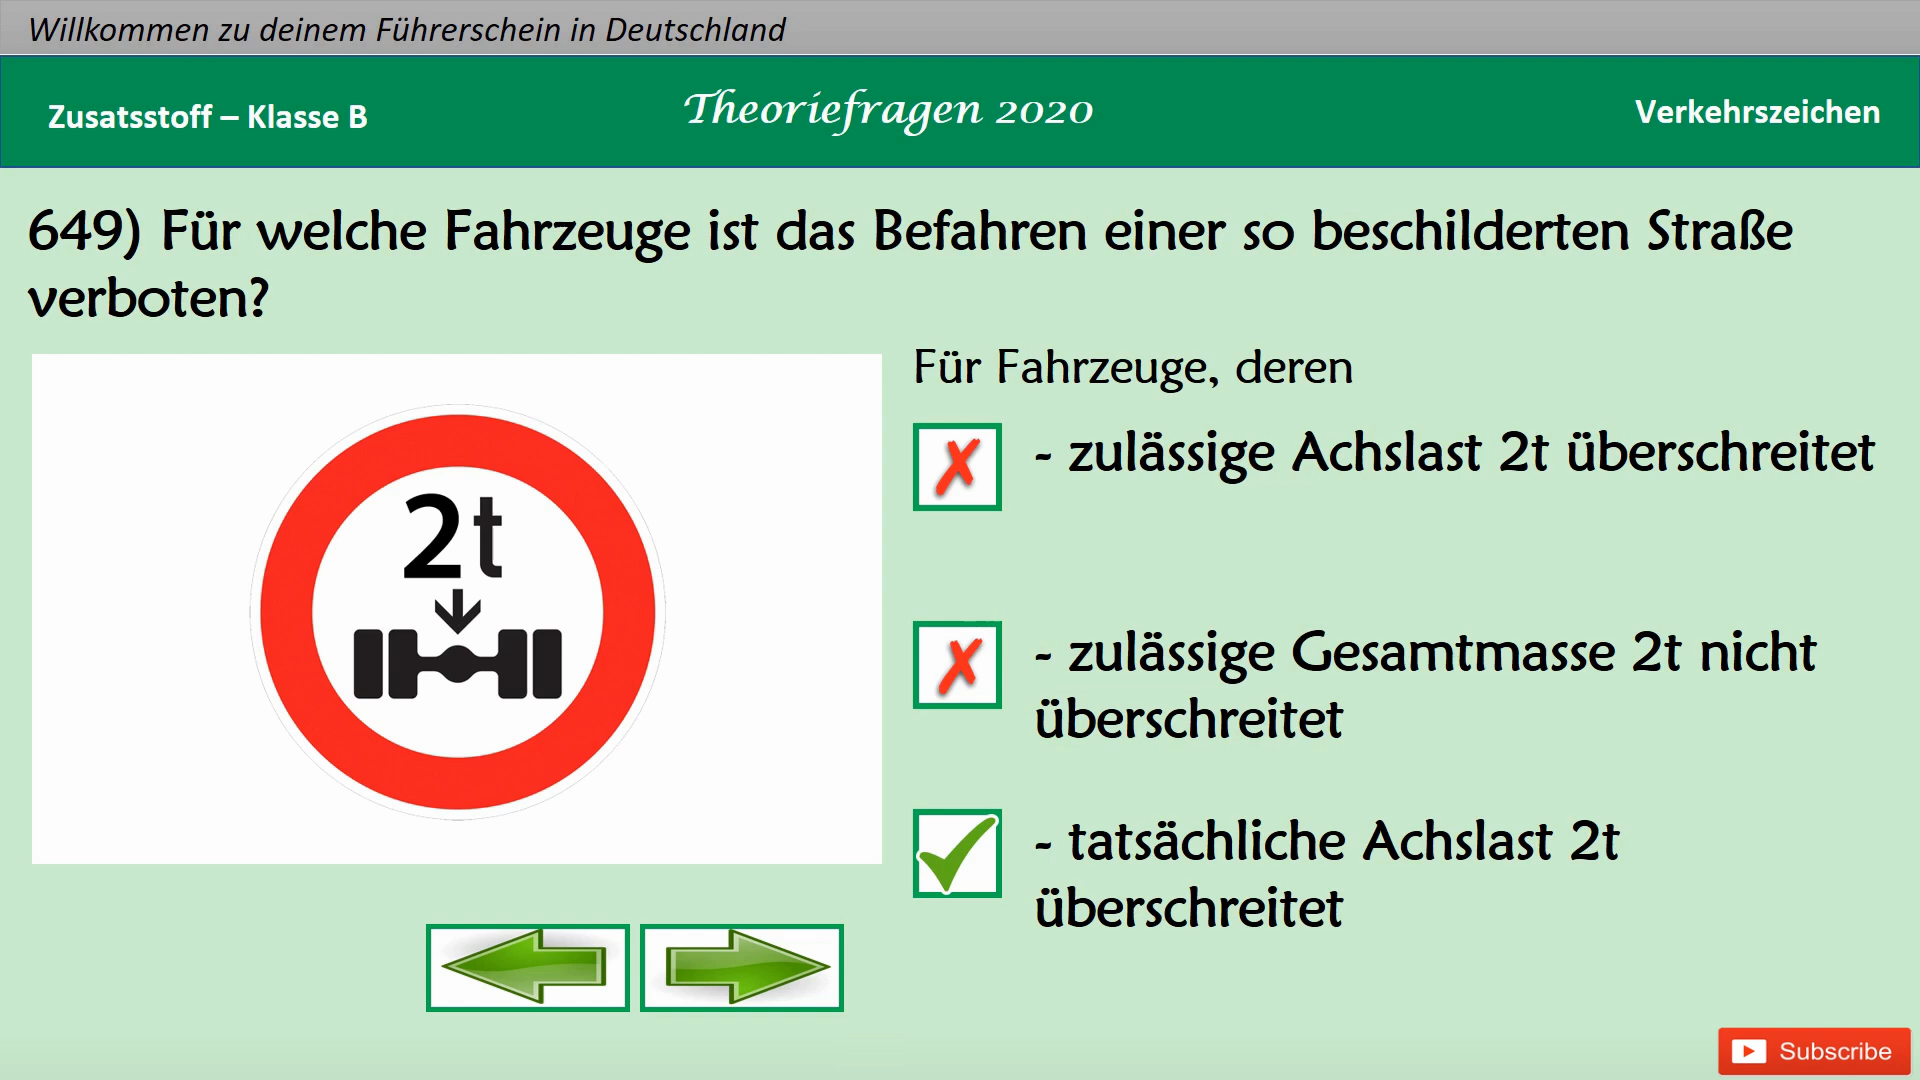 Willkommen zu deinem Führerschein in Deutschland
Zusatsstoff – Klasse B
Theoriefragen 2020
Verkehrszeichen
649) Für welche Fahrzeuge ist das Befahren einer so beschilderten Straße
verboten?
2t
Für Fahrzeuge, deren
- zulässige Achslast 2t überschreitet
- zulässige Gesamtmasse 2t nicht
überschreitet
- tatsächliche Achslast 2t
überschreitet
Subscribe